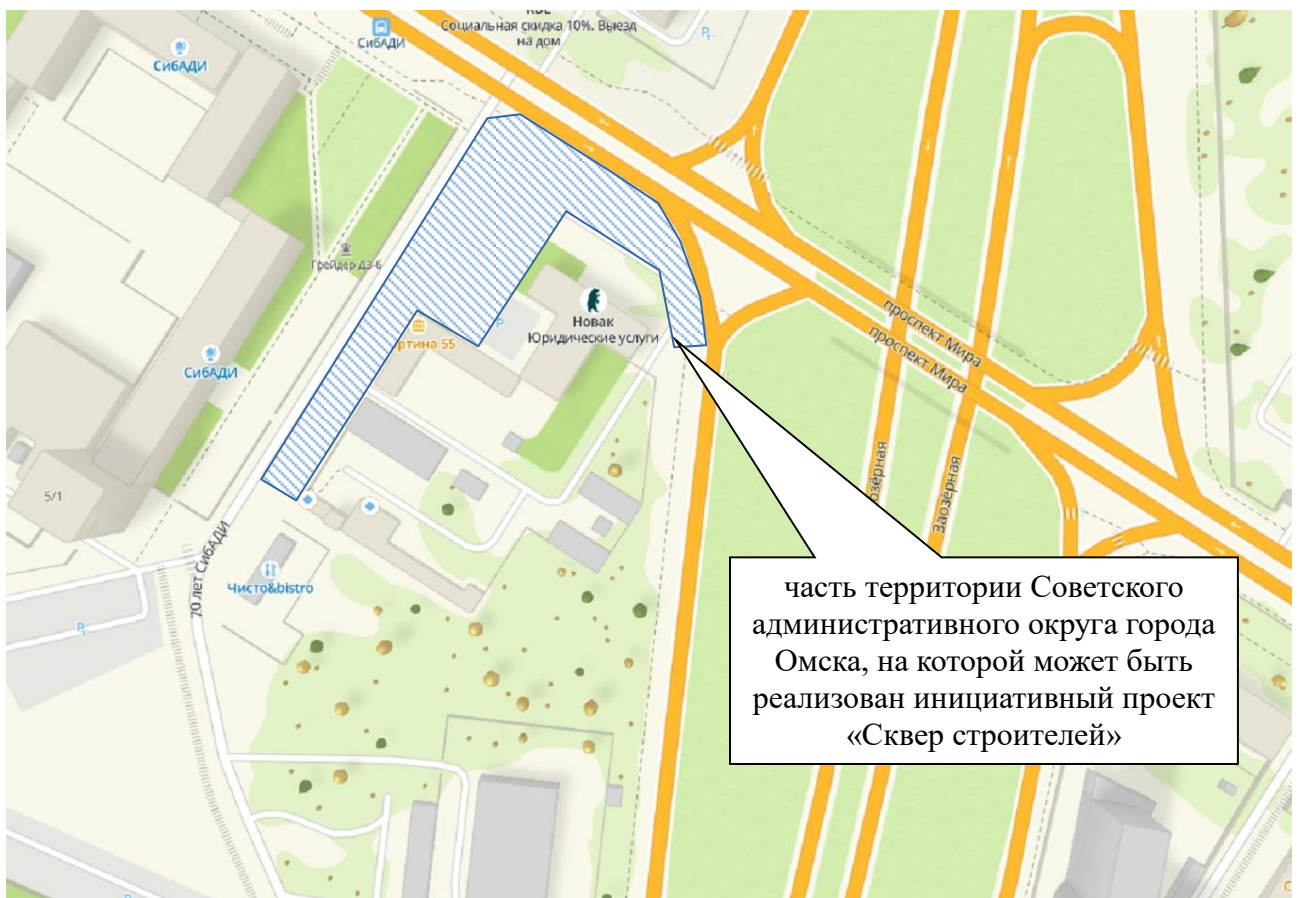 Социальная скидка 10%. Выезд
на дом
Р
СибАДИ
СибАДИ
Грейдер ДЗ-6
Р
Новак
Юридические услуги
ртина 55
СибАДИ
проспект Мира
проспект Мира
5/1
70 лет СибАДИ
Чисто&bistro
Р
озёрная
Заозёрная
часть территории Советского
административного округа города
Омска, на которой может быть
реализован инициативный проект
«Сквер строителей»